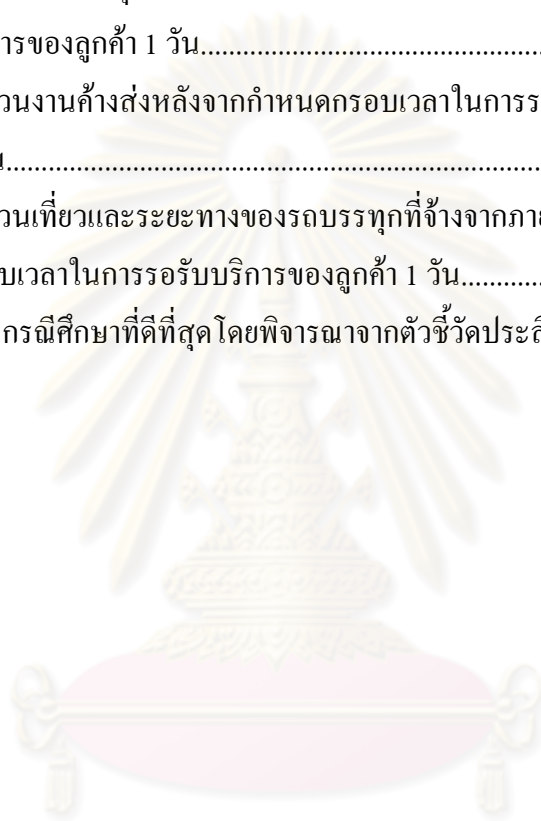 ารของลูกค้า 1 วัน..................................................
วนงานค้างส่งหลังจากกำหนดกรอบเวลาในการร
..................................................................................
วนเที่ยวและระยะทางของรถบรรทุกที่จ้างจากภาย
บเวลาในการรอรับบริการของลูกค้า 1 วัน............
กรณีศึกษาที่ดีที่สุดโดยพิจารณาจากตัวชี้วัดประสิ